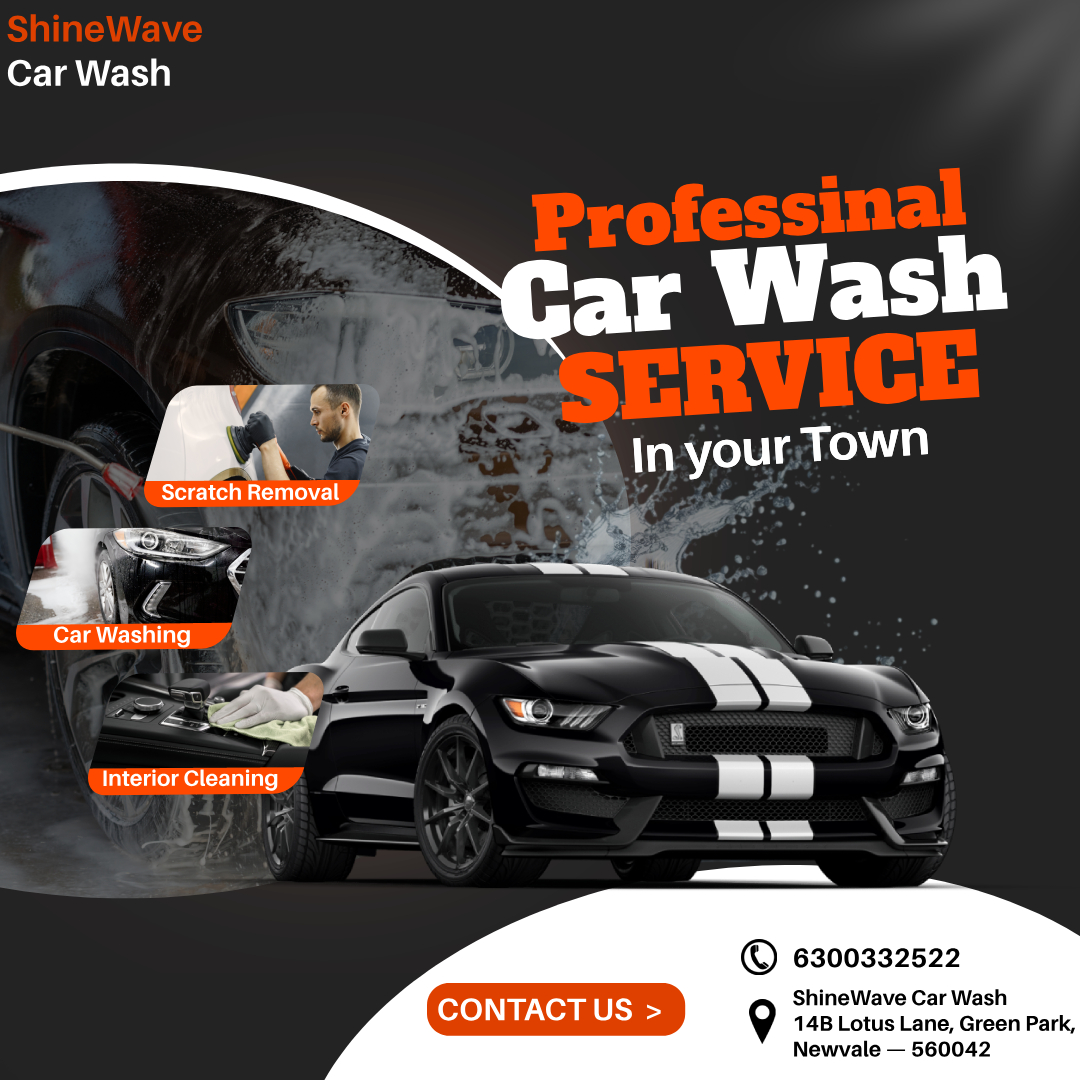 ShineWave
Car Wash
Professinal
Car Wash
SERVICE
In your Town
Scratch Removal
Car Washing
Interior Cleaning
CONTACT US >
6300332522
ShineWave Car Wash
14B Lotus Lane, Green Park,
Newvale — 560042